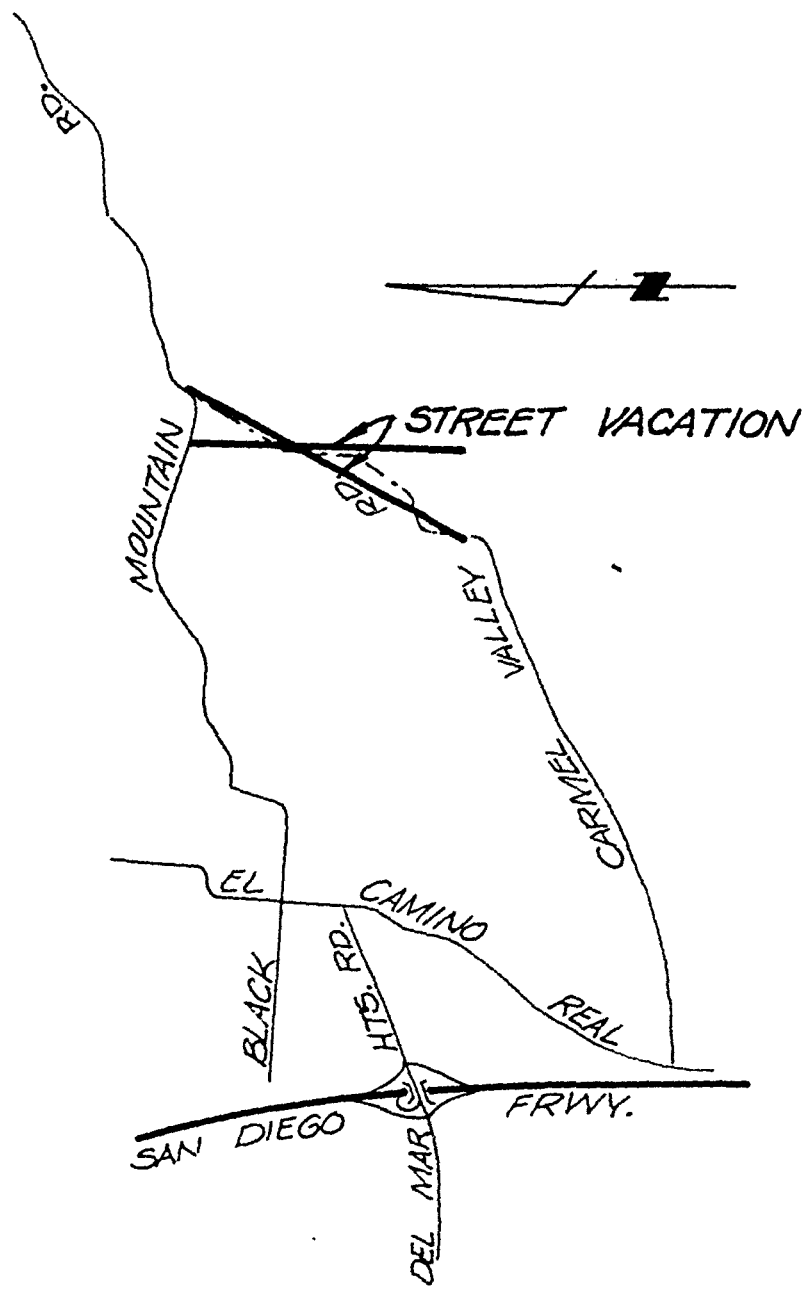 RD.
N
STREET VACATION
RD
MOUNTAIN
VALLEY
CARMEL
EL CAMINO REAL
BLACK
HTS. RD.
DEL MAR
SAN DIEGO FRWY.